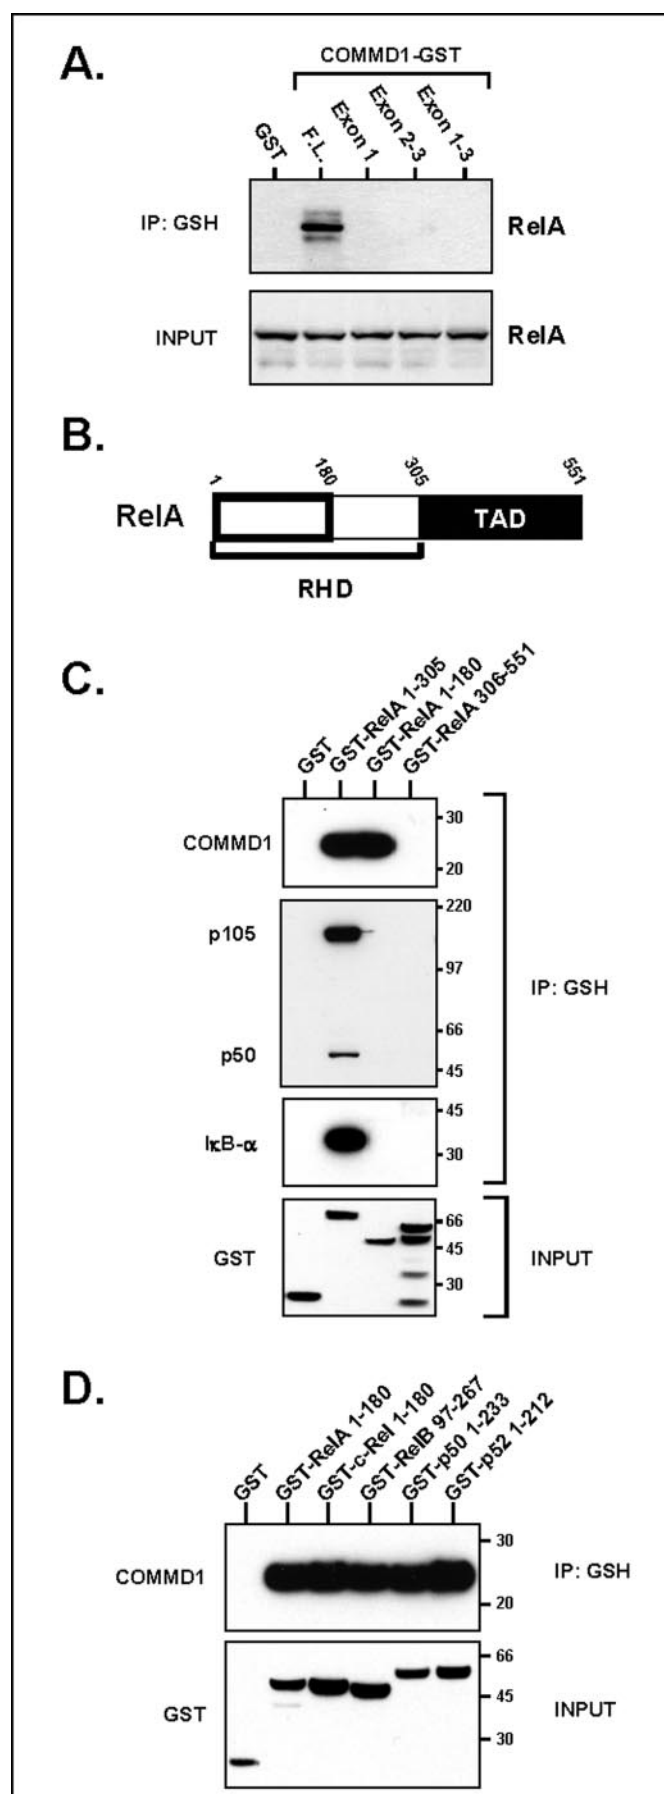 A.
COMMD1-GST
GST
F.L.
Exon 1
Exon 2-3
Exon 1-3
IP: GSH
RelA
INPUT
RelA
B.
1
180
305
551
RelA
TAD
RHD
C.
GST
GST-RelA 1-305
GST-RelA 1-180
GST-RelA 306-551
COMMD1
30
20
p105
220
97
p50
66
45
IP: GSH
IκB-α
45
30
GST
66
45
30
INPUT
D.
GST
GST-RelA 1-180
GST-c-Rel 1-180
GST-RelB 97-267
GST-p50 1-233
GST-p52 1-212
COMMD1
30
20
IP: GSH
GST
66
45
30
INPUT